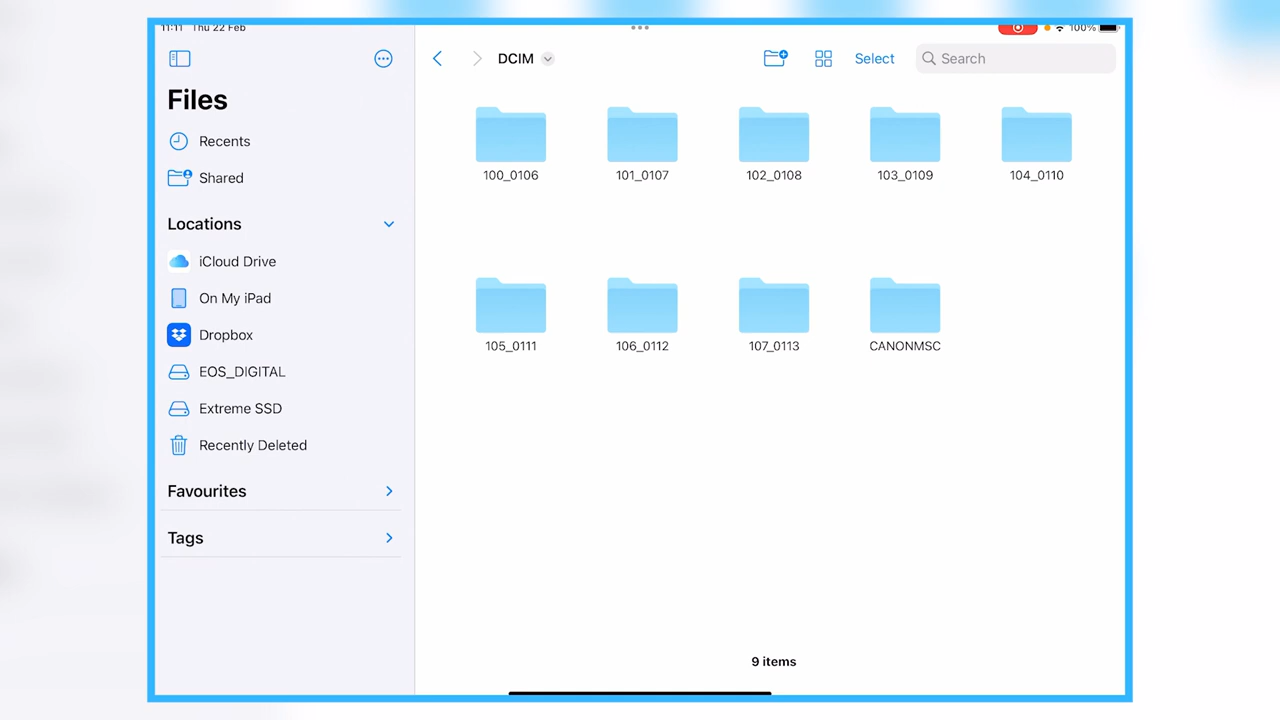 11:11 Thu 22 Feb
100%
Files
Recents
Shared
Locations
iCloud Drive
On My iPad
Dropbox
EOS_DIGITAL
Extreme SSD
Recently Deleted
Favourites
Tags
DCIM
Select
Search
100_0106
101_0107
102_0108
103_0109
104_0110
105_0111
106_0112
107_0113
CANONMSC
9 items